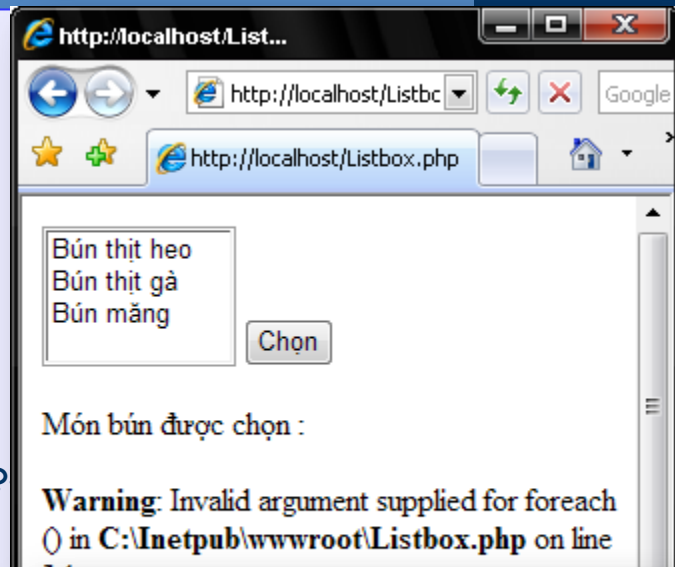 http://localhost/List...
http://localhost/Listbc
Google
http://localhost/Listbox.php
Bún thịt heo
Bún thịt gà
Bún măng
Chọn
Món bún được chọn :
Warning: Invalid argument supplied for foreach
() in C:\Inetpub\wwwroot\Listbox.php on line